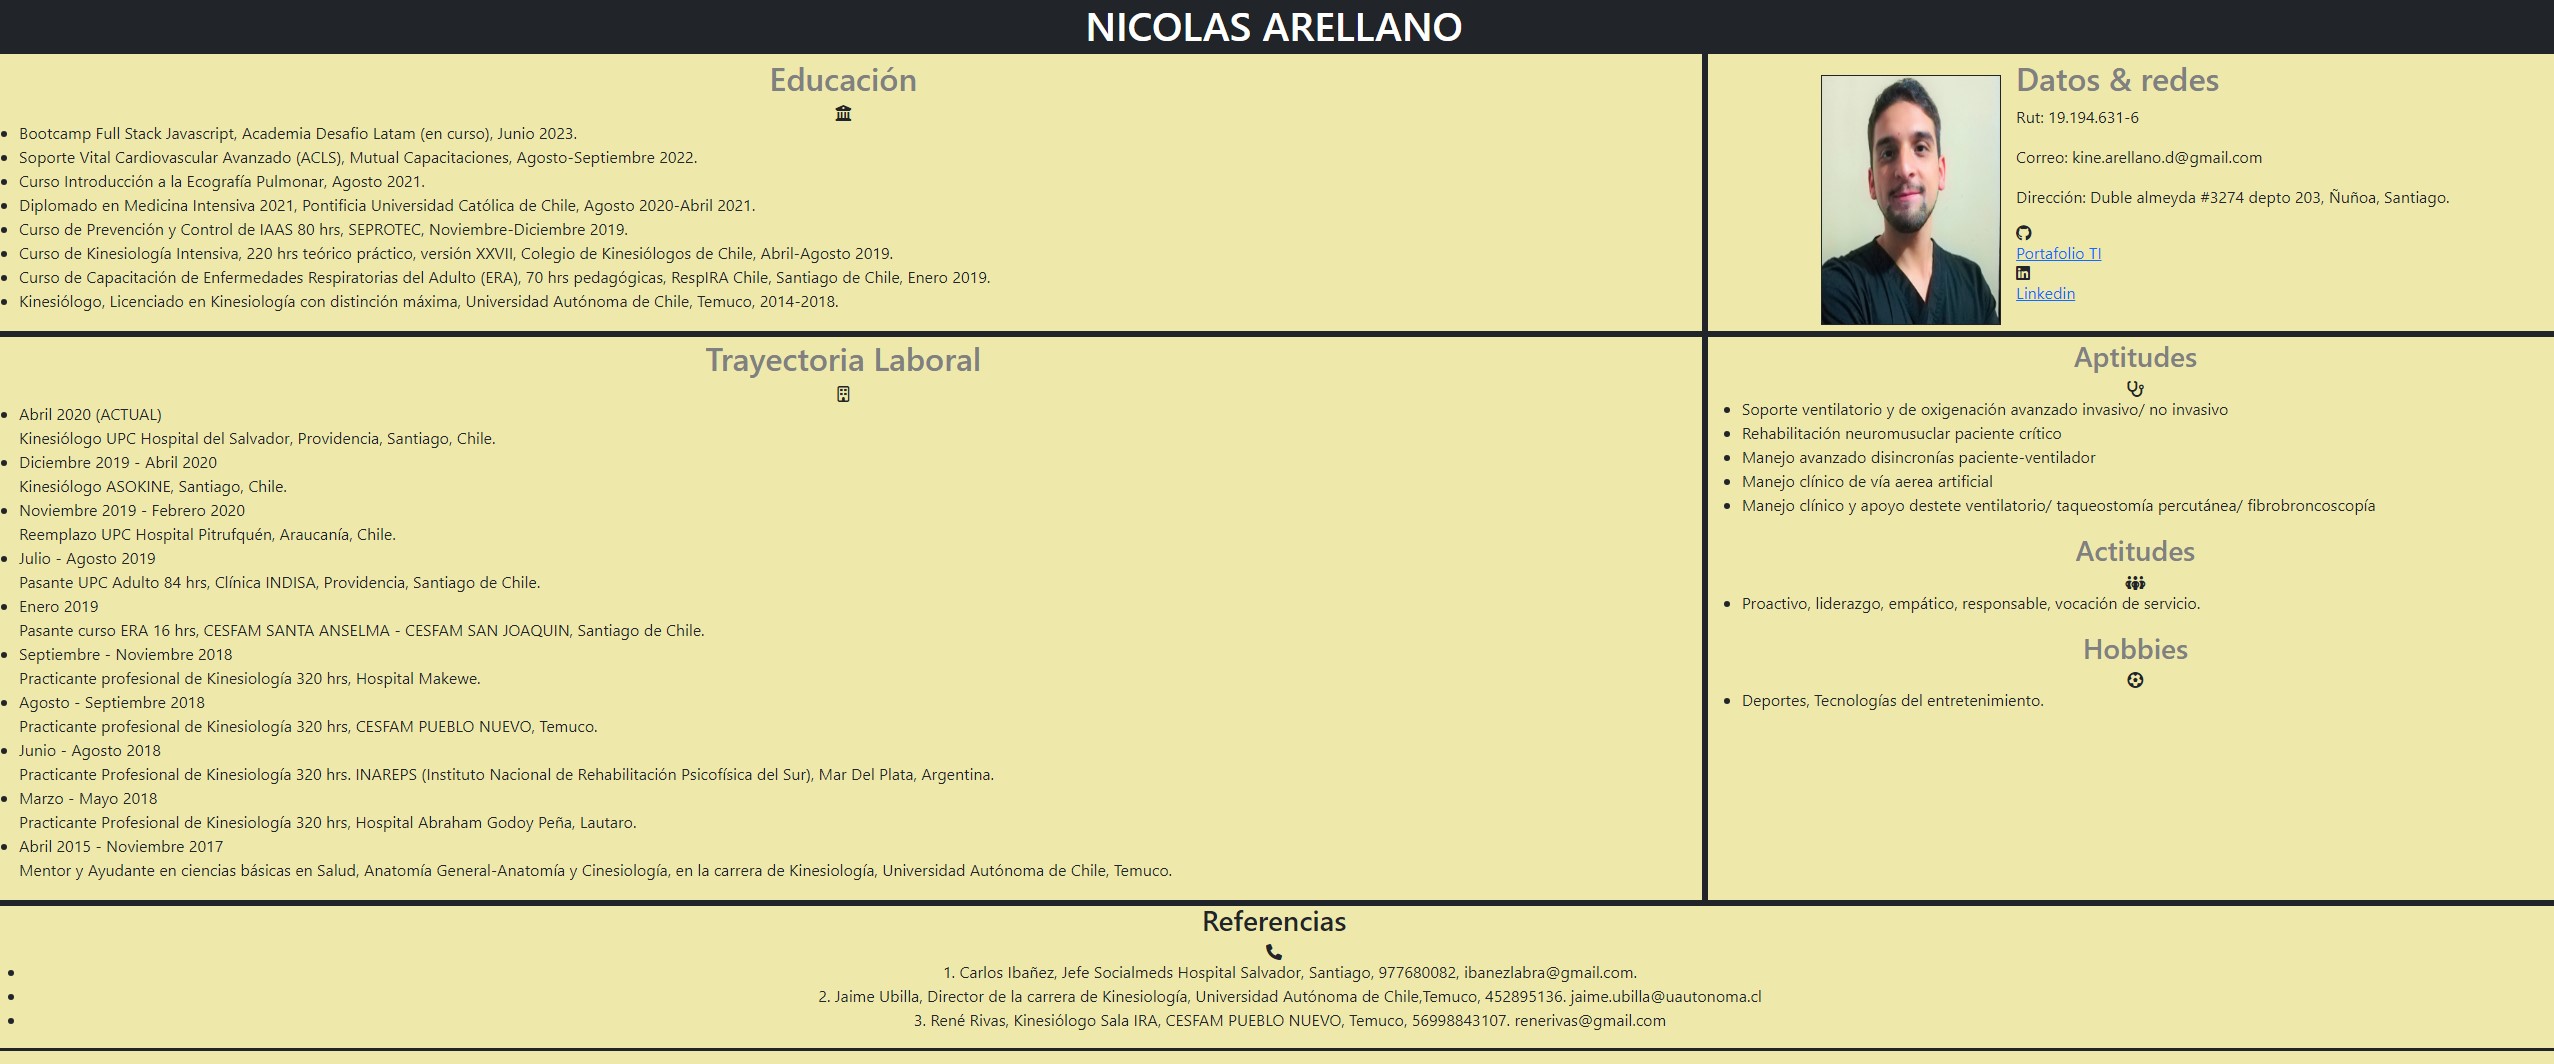 NICOLAS ARELLANO
Educación
Bootcamp Full Stack Javascript, Academia Desafio Latam (en curso), Junio 2023.
Soporte Vital Cardiovascular Avanzado (ACLS), Mutual Capacitaciones, Agosto-Septiembre 2022.
Curso Introducción a la Ecografía Pulmonar, Agosto 2021.
Diplomado en Medicina Intensiva 2021, Pontificia Universidad Católica de Chile, Agosto 2020-Abril 2021.
Curso de Prevención y Control de IAAS 80 hrs, SEPROTEC, Noviembre-Diciembre 2019.
Curso de Kinesiología Intensiva, 220 hrs teórico práctico, versión XXVII, Colegio de Kinesiólogos de Chile, Abril-Agosto 2019.
Curso de Capacitación de Enfermedades Respiratorias del Adulto (ERA), 70 hrs pedagógicas, RespIRA Chile, Santiago de Chile, Enero 2019.
Kinesiólogo, Licenciado en Kinesiología con distinción máxima, Universidad Autónoma de Chile, Temuco, 2014-2018.
Datos & redes
Rut: 19.194.631-6
Correo: kine.arellano.d@gmail.com
Dirección: Duble almeyda #3274 depto 203, Ñuñoa, Santiago.
Portafolio TI
Linkedin
Trayectoria Laboral
Abril 2020 (ACTUAL)
Kinesiólogo UPC Hospital del Salvador, Providencia, Santiago, Chile.
Diciembre 2019 - Abril 2020
Kinesiólogo ASOKINE, Santiago, Chile.
Noviembre 2019 - Febrero 2020
Reemplazo UPC Hospital Pitrufquén, Araucanía, Chile.
Julio - Agosto 2019
Pasante UPC Adulto 84 hrs, Clínica INDISA, Providencia, Santiago de Chile.
Enero 2019
Pasante curso ERA 16 hrs, CESFAM SANTA ANSELMA - CESFAM SAN JOAQUIN, Santiago de Chile.
Septiembre - Noviembre 2018
Practicante profesional de Kinesiología 320 hrs, Hospital Makewe.
Agosto - Septiembre 2018
Practicante profesional de Kinesiología 320 hrs, CESFAM PUEBLO NUEVO, Temuco.
Junio - Agosto 2018
Practicante Profesional de Kinesiología 320 hrs. INAREPS (Instituto Nacional de Rehabilitación Psicofísica del Sur), Mar Del Plata, Argentina.
Marzo - Mayo 2018
Practicante Profesional de Kinesiología 320 hrs, Hospital Abraham Godoy Peña, Lautaro.
Abril 2015 - Noviembre 2017
Mentor y Ayudante en ciencias básicas en Salud, Anatomía General-Anatomía y Cinesiología, en la carrera de Kinesiología, Universidad Autónoma de Chile, Temuco.
Aptitudes
Soporte ventilatorio y de oxigenación avanzado invasivo/ no invasivo
Rehabilitación neuromusuclar paciente crítico
Manejo avanzado disincronías paciente-ventilador
Manejo clínico de vía aerea artificial
Manejo clínico y apoyo destete ventilatorio/ taqueostomía percutánea/ fibrobroncoscopía
Actitudes
Proactivo, liderazgo, empático, responsable, vocación de servicio.
Hobbies
Deportes, Tecnologías del entretenimiento.
Referencias
1. Carlos Ibañez, Jefe Socialmeds Hospital Salvador, Santiago, 977680082, ibanezlabra@gmail.com.
2. Jaime Ubilla, Director de la carrera de Kinesiología, Universidad Autónoma de Chile,Temuco, 452895136. jaime.ubilla@uautonoma.cl
3. René Rivas, Kinesiólogo Sala IRA, CESFAM PUEBLO NUEVO, Temuco, 56998843107. renerivas@gmail.com